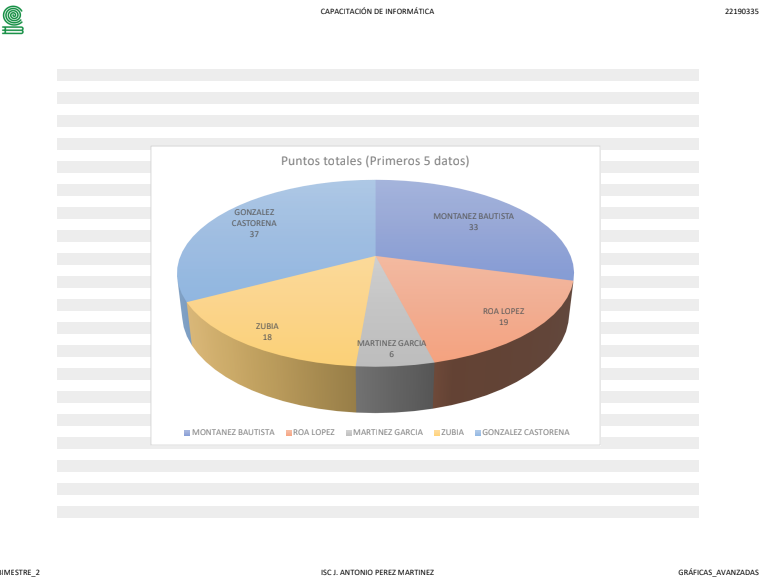 CAPACITACIÓN DE INFORMÁTICA
22190335
Puntos totales (Primeros 5 datos)
GONZALEZ
CASTORENA
37
MONTANEZ BAUTISTA
33
ROA LOPEZ
19
ZUBIA
18
MARTINEZ GARCIA
6
MONTANEZ BAUTISTA ROA LOPEZ MARTINEZ GARCIA ZUBIA GONZALEZ CASTORENA
IMESTRE_2
ISC J. ANTONIO PEREZ MARTINEZ
GRÁFICAS_AVANZADAS